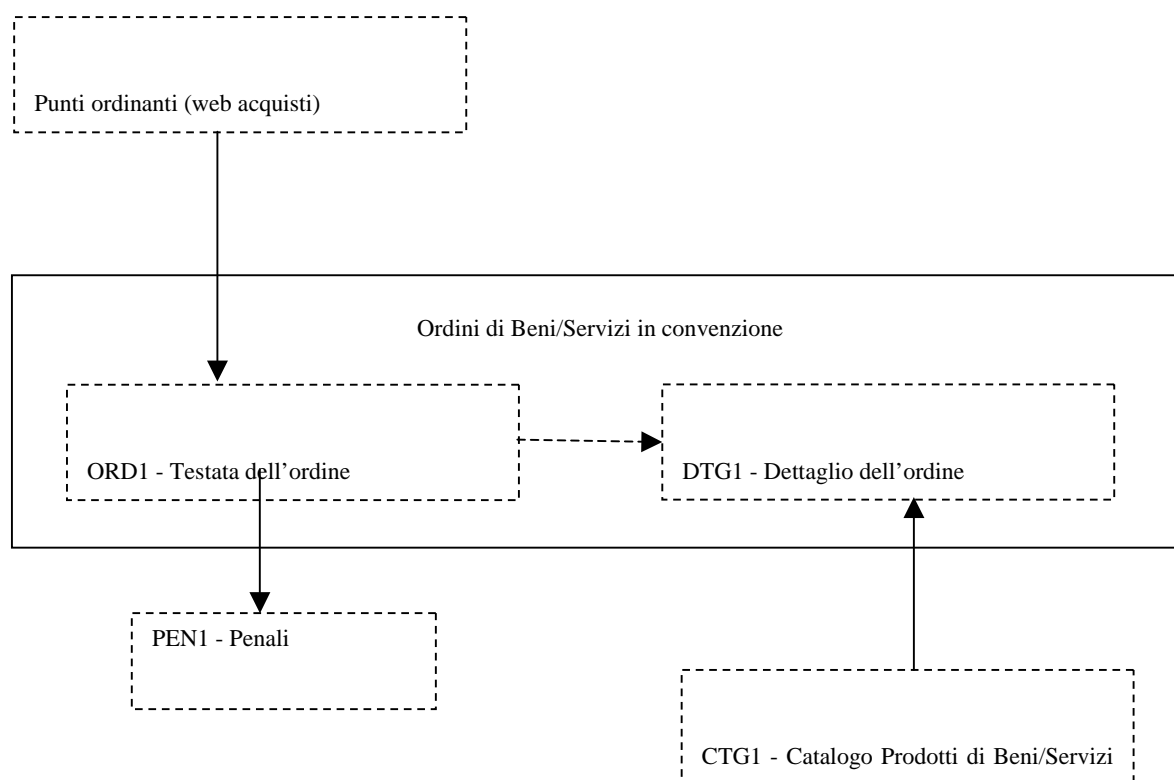 Punti ordinanti (web acquisti)
Ordini di Beni/Servizi in convenzione
ORD1 - Testata dell’ordine
DTG1 - Dettaglio dell’ordine
PEN1 - Penali
CTG1 - Catalogo Prodotti di Beni/Servizi